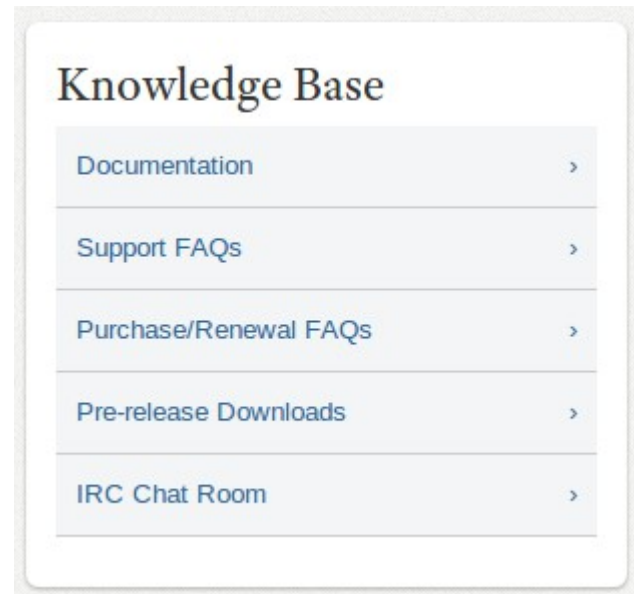 Knowledge Base
Documentation ›
Support FAQs ›
Purchase/Renewal FAQs ›
Pre-release Downloads ›
IRC Chat Room ›